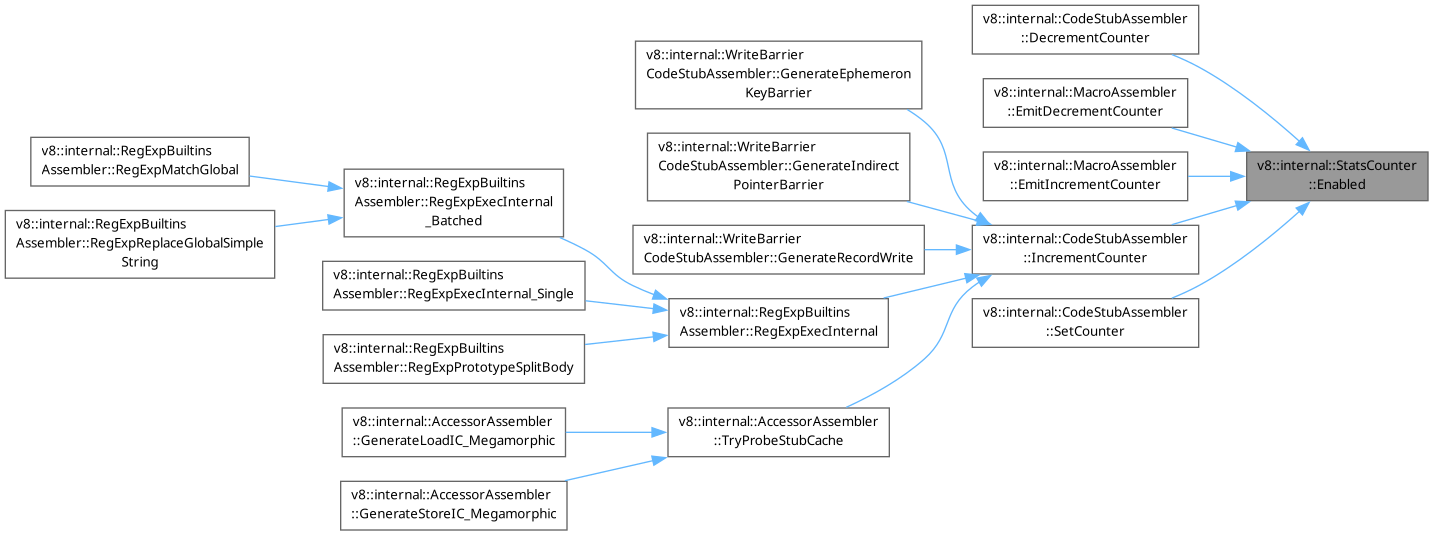 v8::internal::CodeStubAssembler
::DecrementCounter
v8::internal::WriteBarrier
CodeStubAssembler::GenerateEphemeron
KeyBarrier
v8::internal::MacroAssembler
::EmitDecrementCounter
v8::internal::RegExpBuiltins
Assembler::RegExpMatchGlobal
v8::internal::WriteBarrier
CodeStubAssembler::GenerateIndirect
PointerBarrier
v8::internal::MacroAssembler
::EmitIncrementCounter
v8::internal::StatsCounter
::Enabled
v8::internal::RegExpBuiltins
Assembler::RegExpExecInternal
_Batched
v8::internal::RegExpBuiltins
Assembler::RegExpReplaceGlobalSimple
String
v8::internal::WriteBarrier
CodeStubAssembler::GenerateRecordWrite
v8::internal::CodeStubAssembler
::IncrementCounter
v8::internal::RegExpBuiltins
Assembler::RegExpExecInternal_Single
v8::internal::RegExpBuiltins
Assembler::RegExpExecInternal
v8::internal::CodeStubAssembler
::SetCounter
v8::internal::RegExpBuiltins
Assembler::RegExpPrototypeSplitBody
v8::internal::AccessorAssembler
::GenerateLoadIC_Megamorphic
v8::internal::AccessorAssembler
::TryProbeStubCache
v8::internal::AccessorAssembler
::GenerateStoreIC_Megamorphic